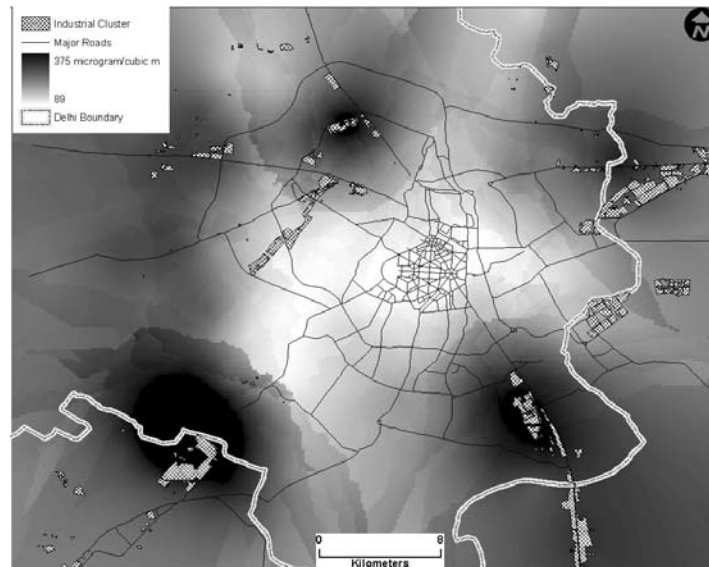 Industrial Cluster
Major Roads
375 microgram/cubic m
89
Delhi Boundary
N
0 8
Kilometers